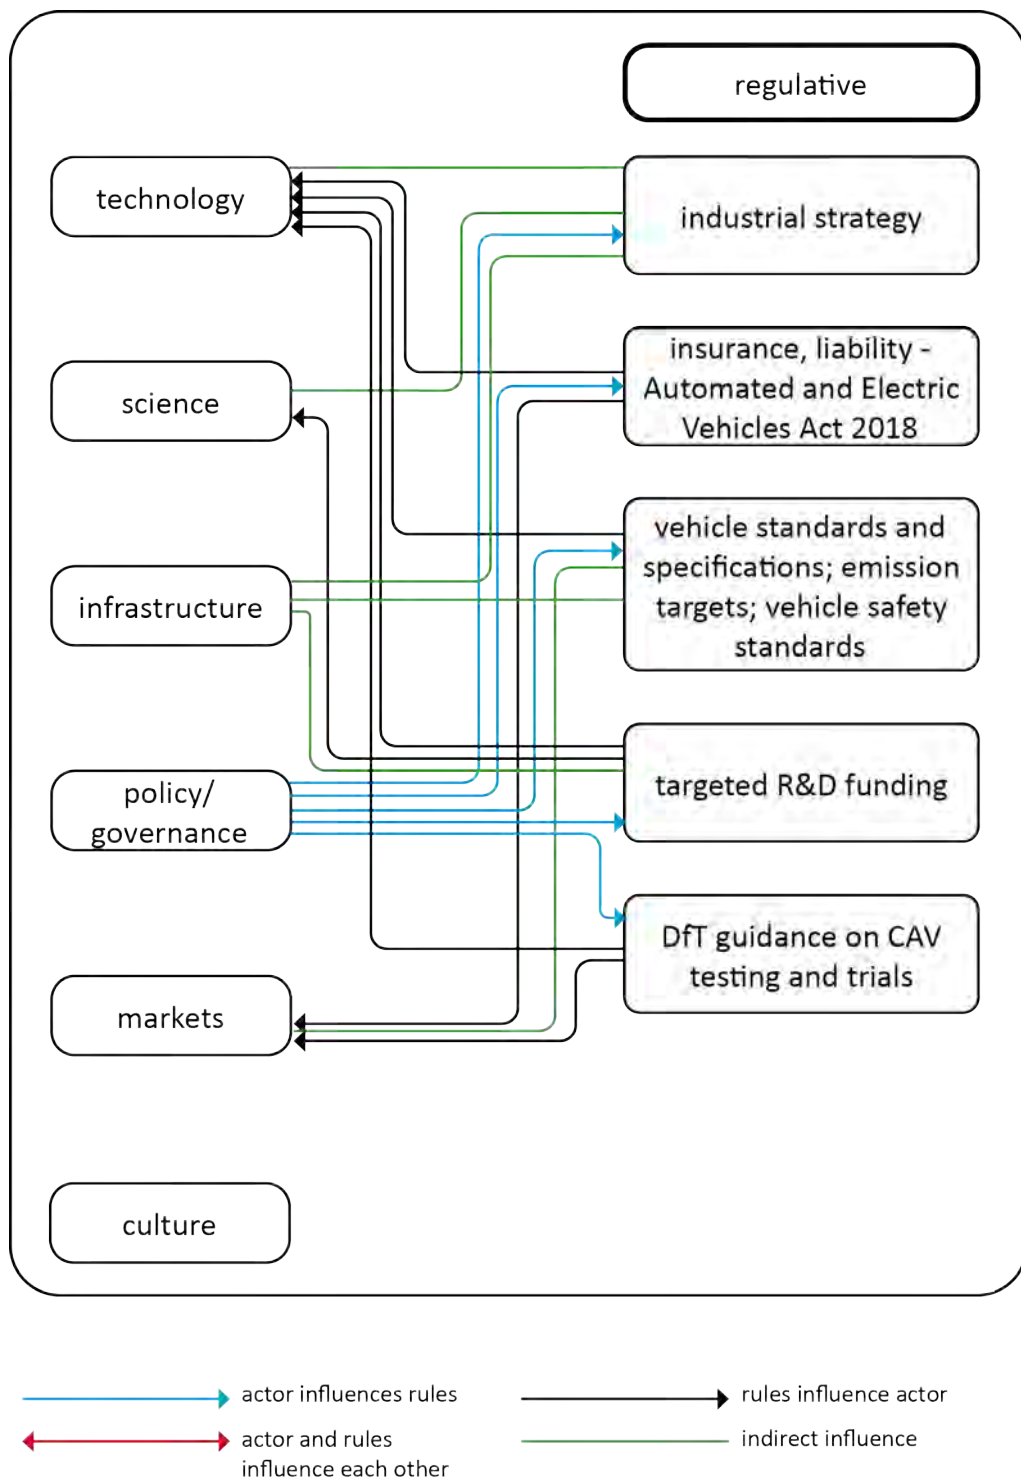 regulative
technology
industrial strategy
insurance, liability -
Automated and Electric
Vehicles Act 2018
science
vehicle standards and
specifications; emission
targets; vehicle safety
standards
infrastructure
targeted R&D funding
policy/
governance
DfT guidance on CAV
testing and trials
markets
culture
actor influences rules
rules influence actor
actor and rules
influence each other
indirect influence